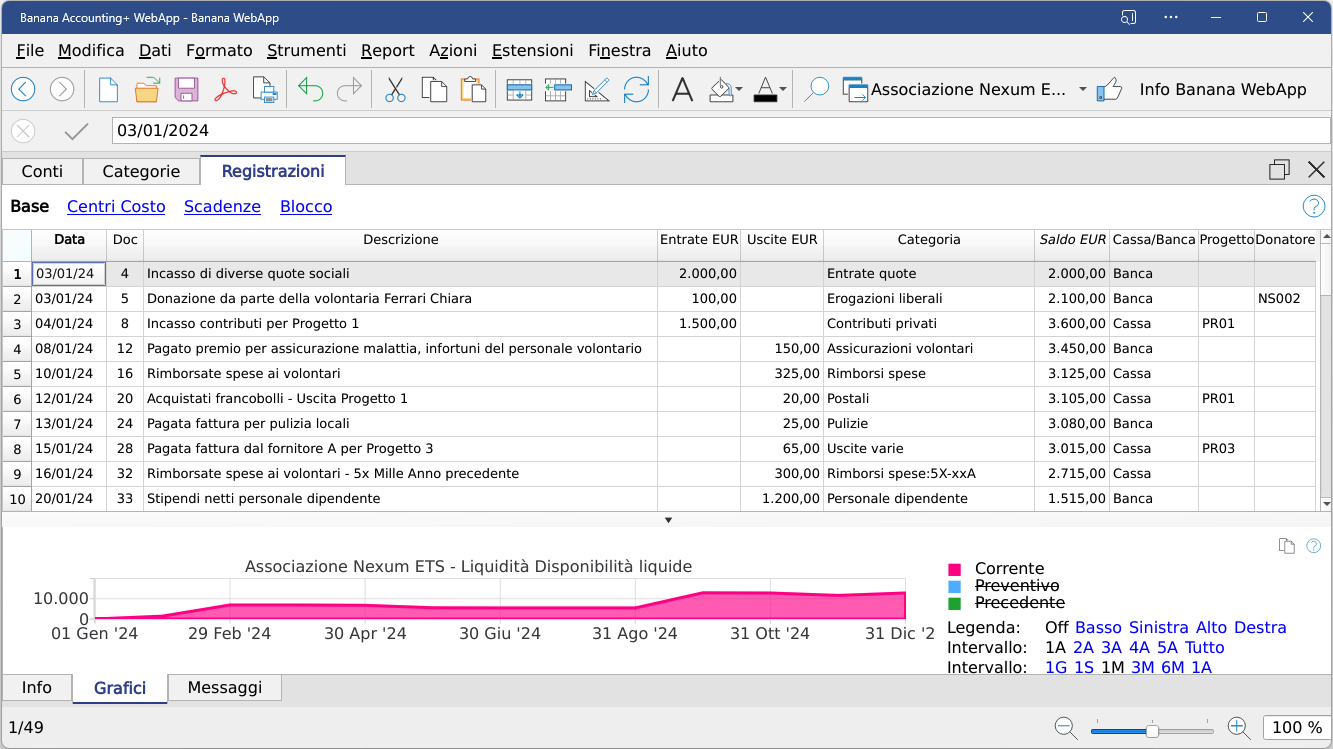 Banana Accounting+ WebApp - Banana WebApp
File Modifica Dati Formato Strumenti Report Azioni Estensioni Finestra Aiuto
Associazione Nexum E... Info Banana WebApp
03/01/2024
Conti Categorie Registrazioni
Base Centri Costo Scadenze Blocco
Data Doc Descrizione Entrate EUR Uscite EUR Categoria Saldo EUR Cassa/Banca Progetto Donatore
1 03/01/24 4 Incasso di diverse quote sociali 2.000,00 Entrate quote 2.000,00 Banca
2 03/01/24 5 Donazione da parte della volontaria Ferrari Chiara 100,00 Erogazioni liberali 2.100,00 Banca NS002
3 04/01/24 8 Incasso contributi per Progetto 1 1.500,00 Contributi privati 3.600,00 Cassa PR01
4 08/01/24 12 Pagato premio per assicurazione malattia, infortuni del personale volontario 150,00 Assicurazioni volontari 3.450,00 Banca
5 10/01/24 16 Rimborsate spese ai volontari 325,00 Rimborsi spese 3.125,00 Cassa
6 12/01/24 20 Acquistati francobolli - Uscita Progetto 1 20,00 Postali 3.105,00 Cassa PR01
7 13/01/24 24 Pagata fattura per pulizia locali 25,00 Pulizie 3.080,00 Banca
8 15/01/24 28 Pagata fattura dal fornitore A per Progetto 3 65,00 Uscite varie 3.015,00 Cassa PR03
9 16/01/24 32 Rimborsate spese ai volontari - 5x Mille Anno precedente 300,00 Rimborsi spese:5X-xxA 2.715,00 Cassa
10 20/01/24 33 Stipendi netti personale dipendente 1.200,00 Personale dipendente 1.515,00 Banca
Associazione Nexum ETS - Liquidità Disponibilità liquide
10.000
0
01 Gen '24 29 Feb '24 30 Apr '24 30 Giu '24 31 Ago '24 31 Ott '24 31 Dic '2
Corrente
Preventivo
Precedente
Legenda: Off Basso Sinistra Alto Destra
Intervallo: 1A 2A 3A 4A 5A Tutto
Intervallo: 1G 1S 1M 3M 6M 1A
Info Grafici Messaggi
1/49
100 %